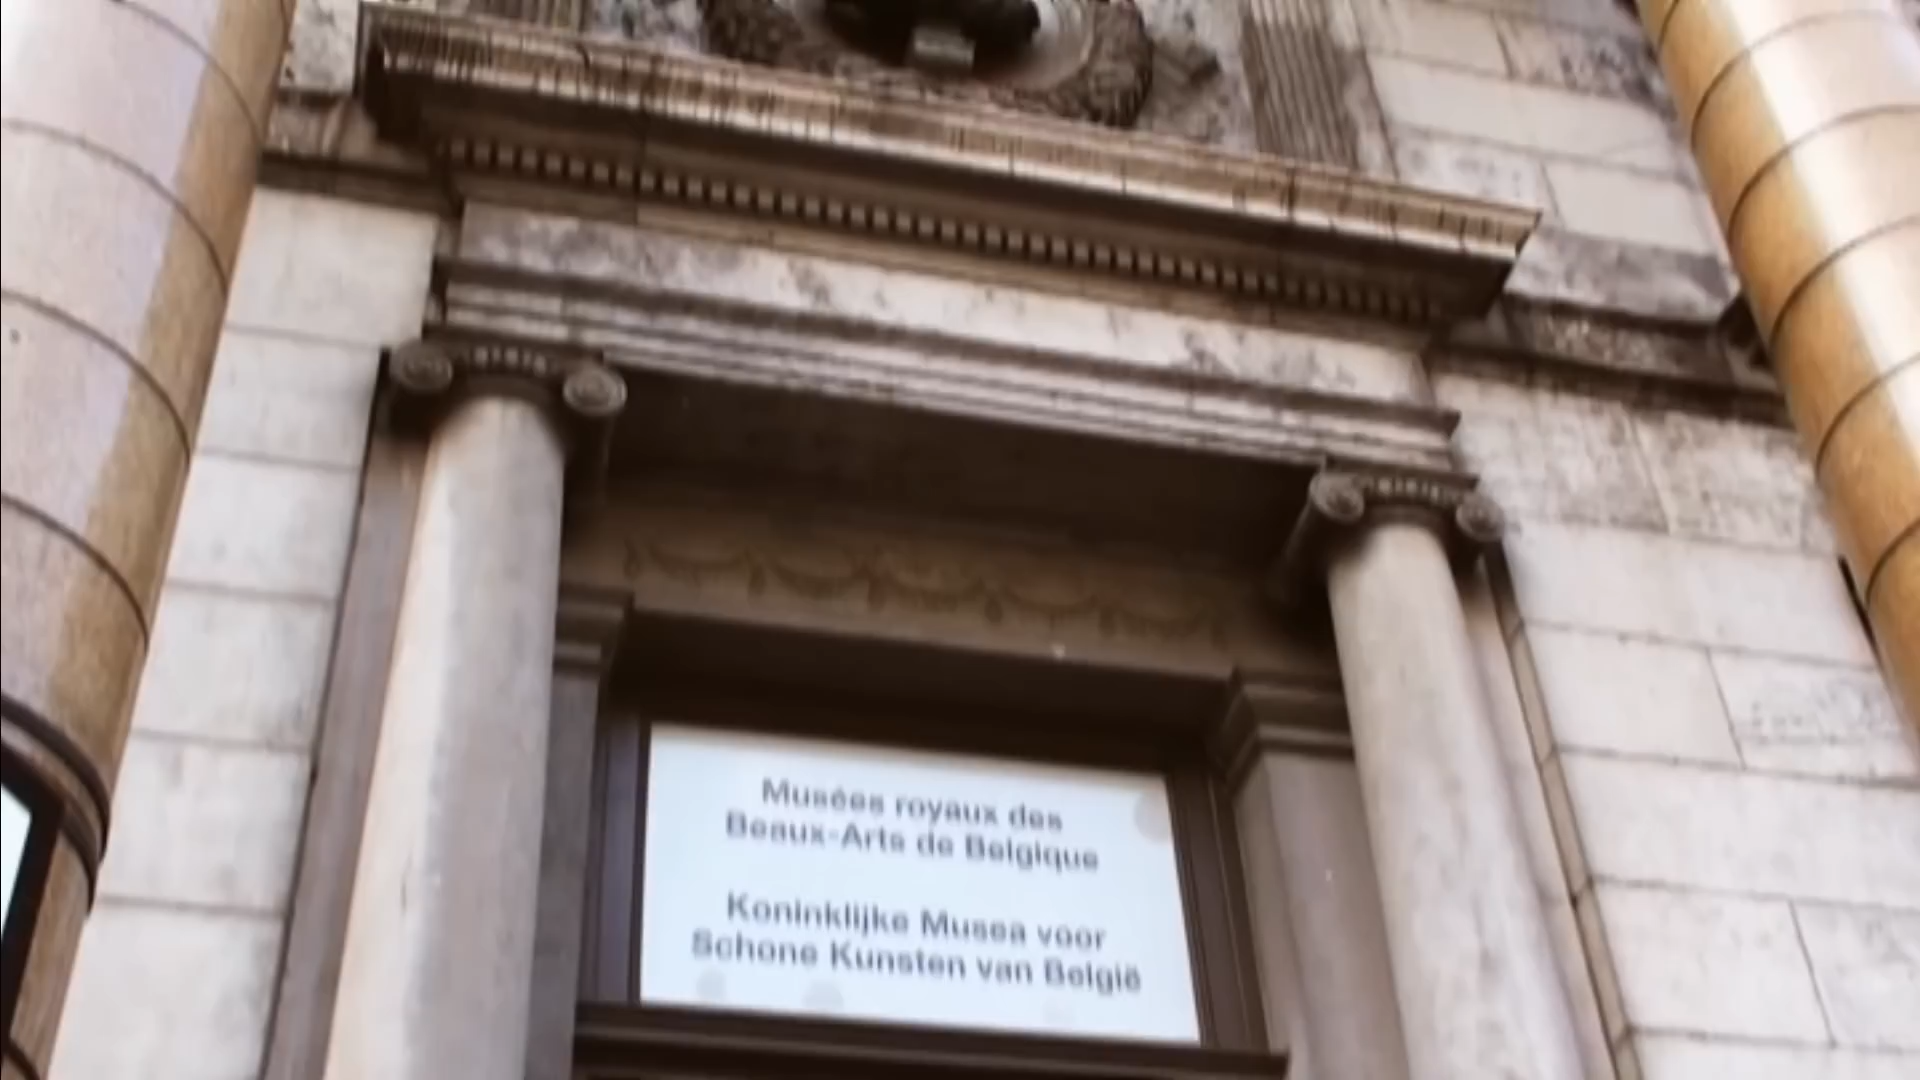 Musées royaux des
Beaux-Arts de Belgique
Koninklijke Musea voor
Schone Kunsten van België